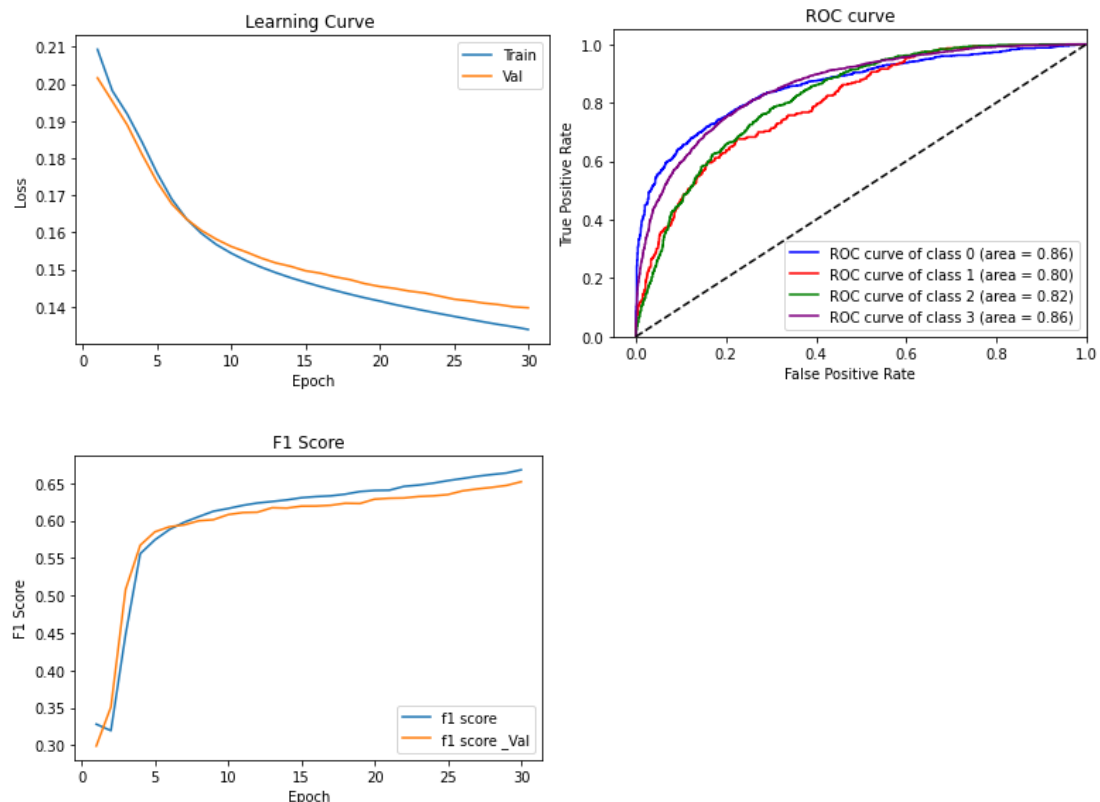 Learning Curve
0.21
0.20
0.19
0.18
0.17
0.16
0.15
0.14
Loss
Train
Val
0 5 10 15 20 25 30
Epoch
ROC curve
1.0
0.8
0.6
0.4
0.2
0.0
True Positive Rate
ROC curve of class 0 (area = 0.86)
ROC curve of class 1 (area = 0.80)
ROC curve of class 2 (area = 0.82)
ROC curve of class 3 (area = 0.86)
0.0 0.2 0.4 0.6 0.8 1.0
False Positive Rate
F1 Score
0.65
0.60
0.55
0.50
0.45
0.40
0.35
0.30
F1 Score
f1 score
f1 score _Val
0 5 10 15 20 25 30
Epoch